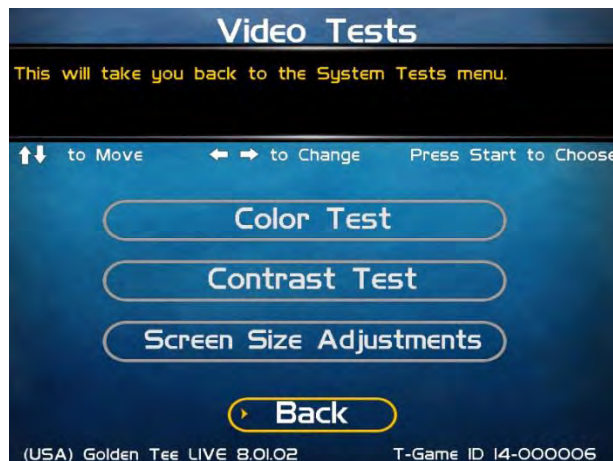 Video Tests
This will take you back to the System Tests menu.
to Move to Change Press Start to Choose
Color Test
Contrast Test
Screen Size Adjustments
Back
(USA) Golden Tee LIVE 8.01.02 T-Game ID 14-000006